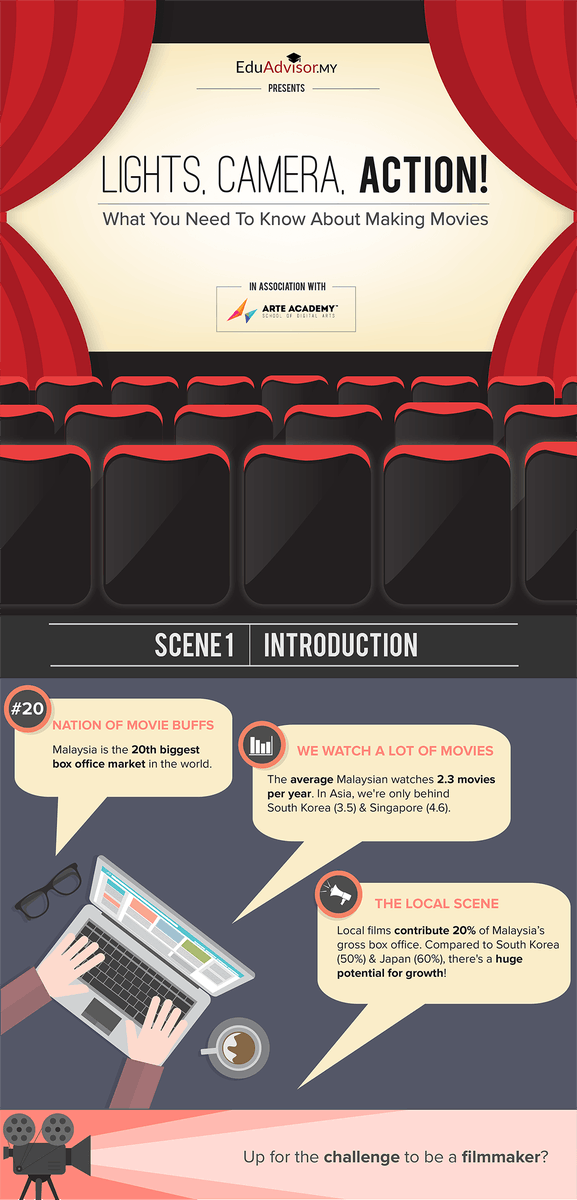 EduAdvisor.MY
PRESENTS
LIGHTS, CAMERA, ACTION!
What You Need To Know About Making Movies
IN ASSOCIATION WITH
ARTE ACADEMY™
SCHOOL OF DIGITAL ARTS
SCENE 1 INTRODUCTION
#20
NATION OF MOVIE BUFFS
Malaysia is the 20th biggest
box office market in the world.
WE WATCH A LOT OF MOVIES
The average Malaysian watches 2.3 movies
per year. In Asia, we're only behind
South Korea (3.5) & Singapore (4.6).
THE LOCAL SCENE
Local films contribute 20% of Malaysia's
gross box office. Compared to South Korea
(50%) & Japan (60%), there's a huge
potential for growth!
Up for the challenge to be a filmmaker?